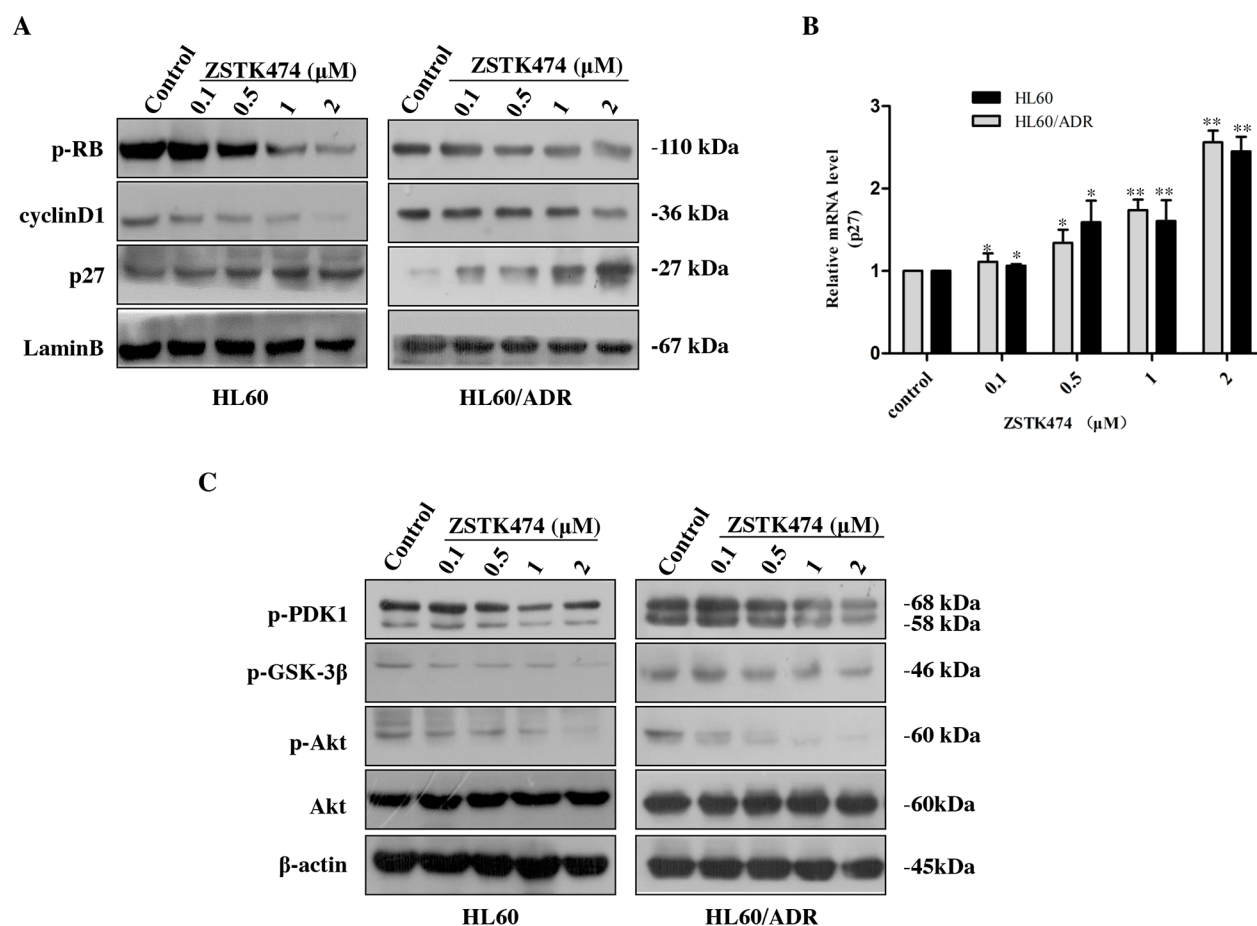 A
Control
ZSTK474 (μM)
0.1
0.5
1
2
Control
ZSTK474 (μM)
0.1
0.5
1
2
p-RB
-110 kDa
cyclinD1
-36 kDa
p27
-27 kDa
LaminB
-67 kDa
HL60
HL60/ADR
B
HL60
HL60/ADR
Relative mRNA level
(p27)
3
2
1
0
*
*
*
*
**
**
**
**
control
0.1
0.5
1
2
ZSTK474 （μM）
C
Control
ZSTK474 (μM)
0.1
0.5
1
2
Control
ZSTK474 (μM)
0.1
0.5
1
2
p-PDK1
-68 kDa
-58 kDa
p-GSK-3β
-46 kDa
p-Akt
-60 kDa
Akt
-60kDa
β-actin
-45kDa
HL60
HL60/ADR